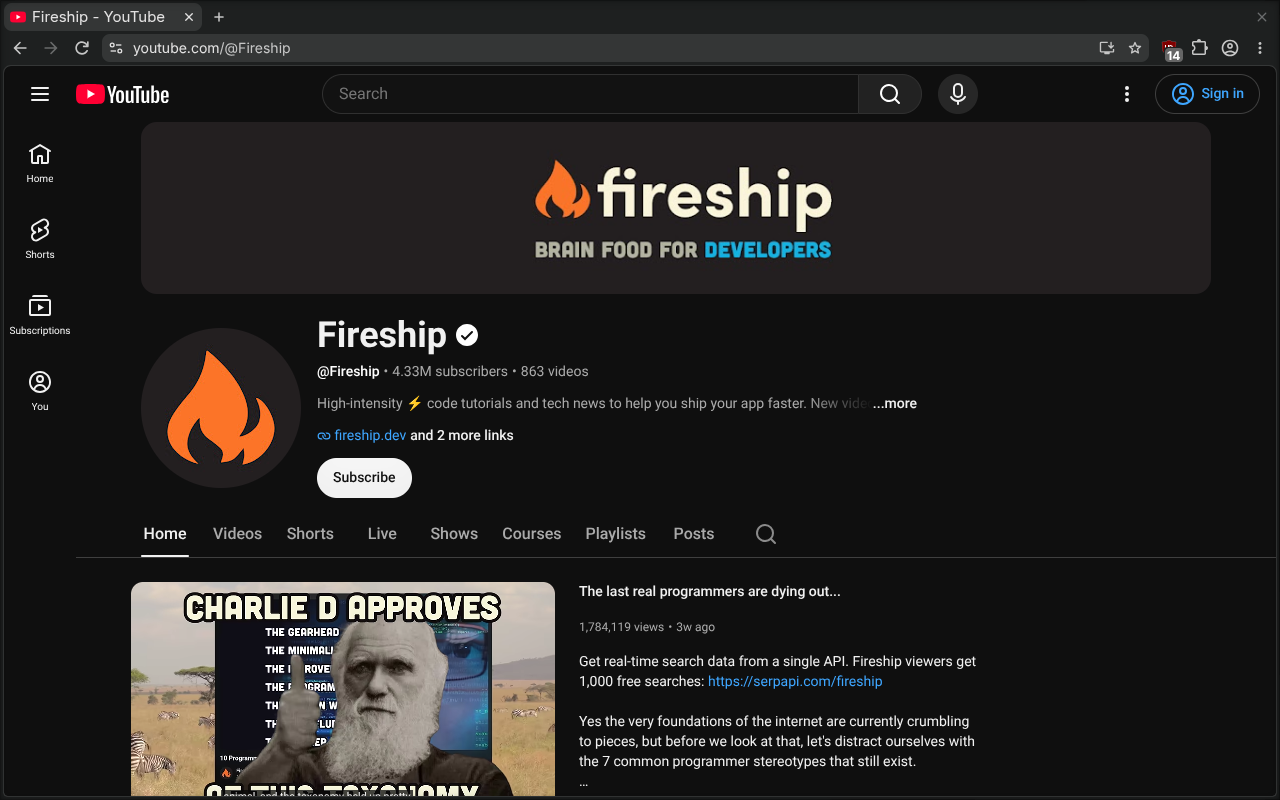 Fireship - YouTube
youtube.com/@Fireship
14
YouTube
Search
Sign in
Home
Shorts
Subscriptions
You
fireship
BRAIN FOOD FOR DEVELOPERS
Fireship
@Fireship • 4.33M subscribers • 863 videos
High-intensity ⚡ code tutorials and tech news to help you ship your app faster. New vide ...more
fireship.dev and 2 more links
Subscribe
Home Videos Shorts Live Shows Courses Playlists Posts
CHARLIE D APPROVES
THE GEARHEAD
THE MINIMALI
OF THIS TAXONOMY
The last real programmers are dying out...
1,784,119 views • 3w ago
Get real-time search data from a single API. Fireship viewers get
1,000 free searches: https://serpapi.com/fireship
Yes the very foundations of the internet are currently crumbling
to pieces, but before we look at that, let's distract ourselves with
the 7 common programmer stereotypes that still exist.
...